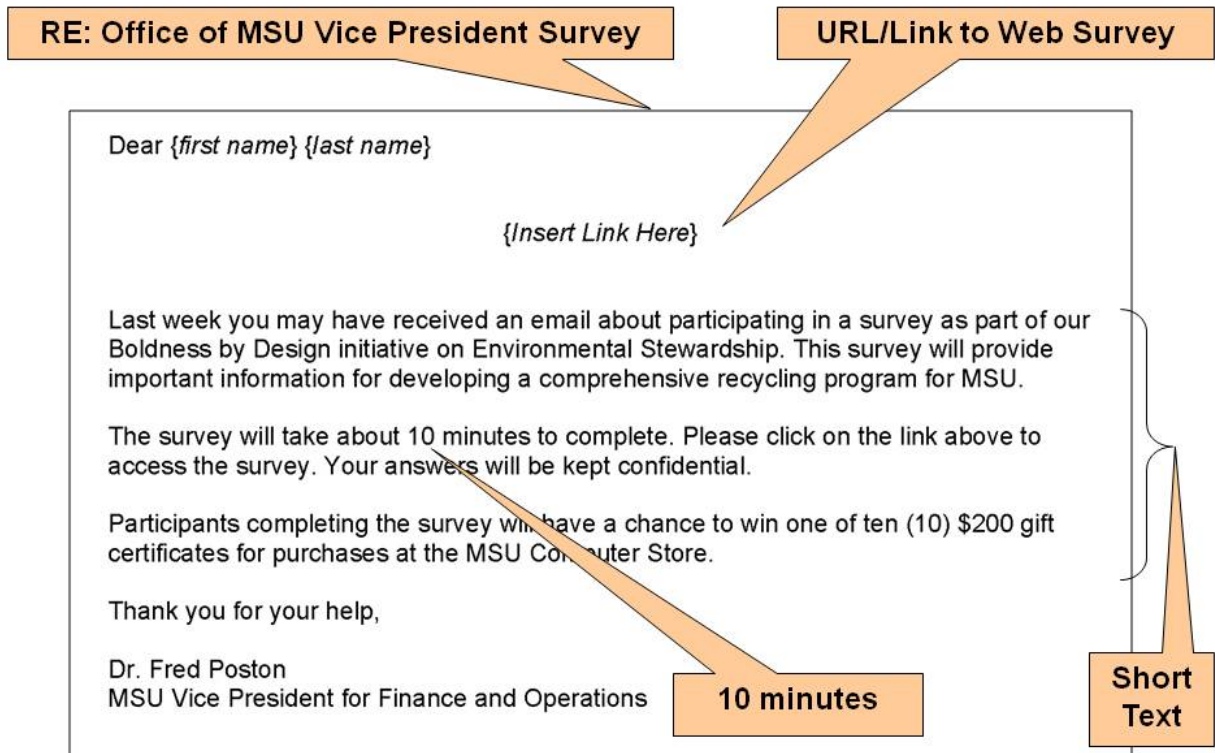 RE: Office of MSU Vice President Survey
URL/Link to Web Survey
Dear {first name} {last name}
{Insert Link Here}
Last week you may have received an email about participating in a survey as part of our
Boldness by Design initiative on Environmental Stewardship. This survey will provide
important information for developing a comprehensive recycling program for MSU.
The survey will take about 10 minutes to complete. Please click on the link above to
access the survey. Your answers will be kept confidential.
Participants completing the survey will have a chance to win one of ten (10) $200 gift
certificates for purchases at the MSU Computer Store.
Thank you for your help,
Dr. Fred Poston
MSU Vice President for Finance and Operations
10 minutes
Short
Text